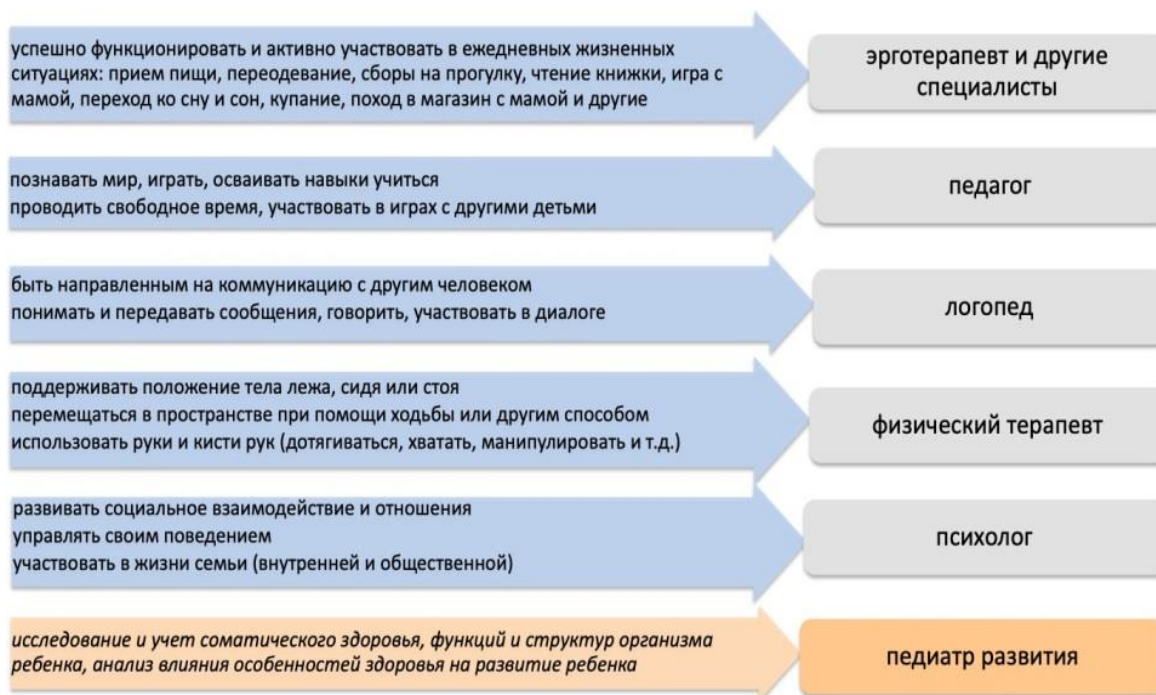 успешно функционировать и активно участвовать в ежедневных жизненных
ситуациях: прием пищи, переодевание, сборы на прогулку, чтение книжки, игра с
мамой, переход ко сну и сон, купание, поход в магазин с мамой и другие
эрготерапевт и другие
специалисты
познавать мир, играть, осваивать навыки учиться
проводить свободное время, участвовать в играх с другими детьми
педагог
быть направленным на коммуникацию с другим человеком
понимать и передавать сообщения, говорить, участвовать в диалоге
логопед
поддерживать положение тела лежа, сидя или стоя
перемещаться в пространстве при помощи ходьбы или другим способом
использовать руки и кисти рук (дотягиваться, хватать, манипулировать и т.д.)
физический терапевт
развивать социальное взаимодействие и отношения
управлять своим поведением
участвовать в жизни семьи (внутренней и общественной)
психолог
исследование и учет соматического здоровья, функций и структур организма
ребенка, анализ влияния особенностей здоровья на развитие ребенка
педиатр развития